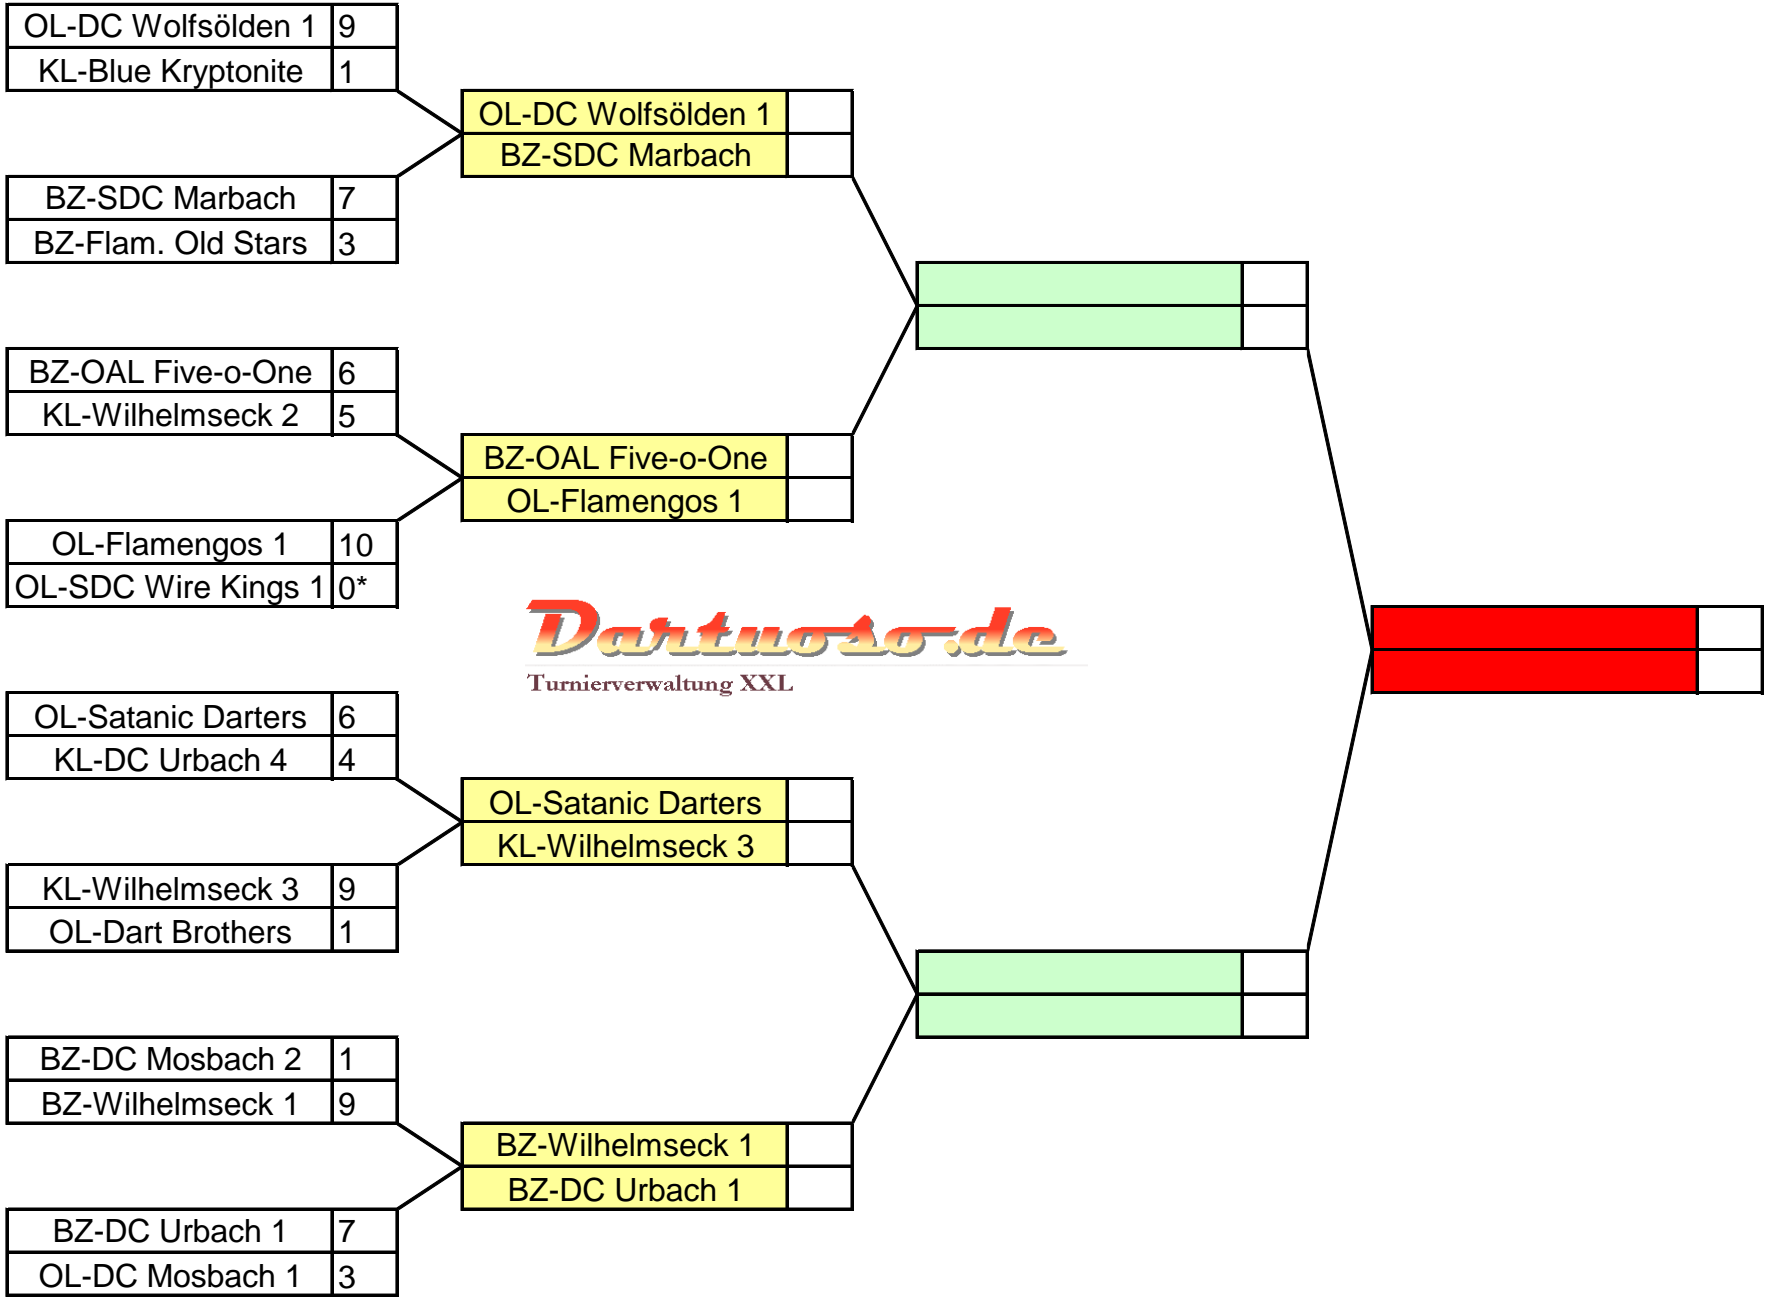 OL-DC Wolfsölden 1 9
KL-Blue Kryptonite 1
BZ-SDC Marbach 7
BZ-Flam. Old Stars 3
BZ-OAL Five-o-One 6
KL-Wilhelmseck 2 5
OL-Flamengos 1 10
OL-SDC Wire Kings 1 0*
OL-Satanic Darters 6
KL-DC Urbach 4 4
KL-Wilhelmseck 3 9
OL-Dart Brothers 1
BZ-DC Mosbach 2 1
BZ-Wilhelmseck 1 9
BZ-DC Urbach 1 7
OL-DC Mosbach 1 3
OL-DC Wolfsölden 1
BZ-SDC Marbach
BZ-OAL Five-o-One
OL-Flamengos 1
Dartuoso.de
Turnierverwaltung XXL
OL-Satanic Darters
KL-Wilhelmseck 3
BZ-Wilhelmseck 1
BZ-DC Urbach 1